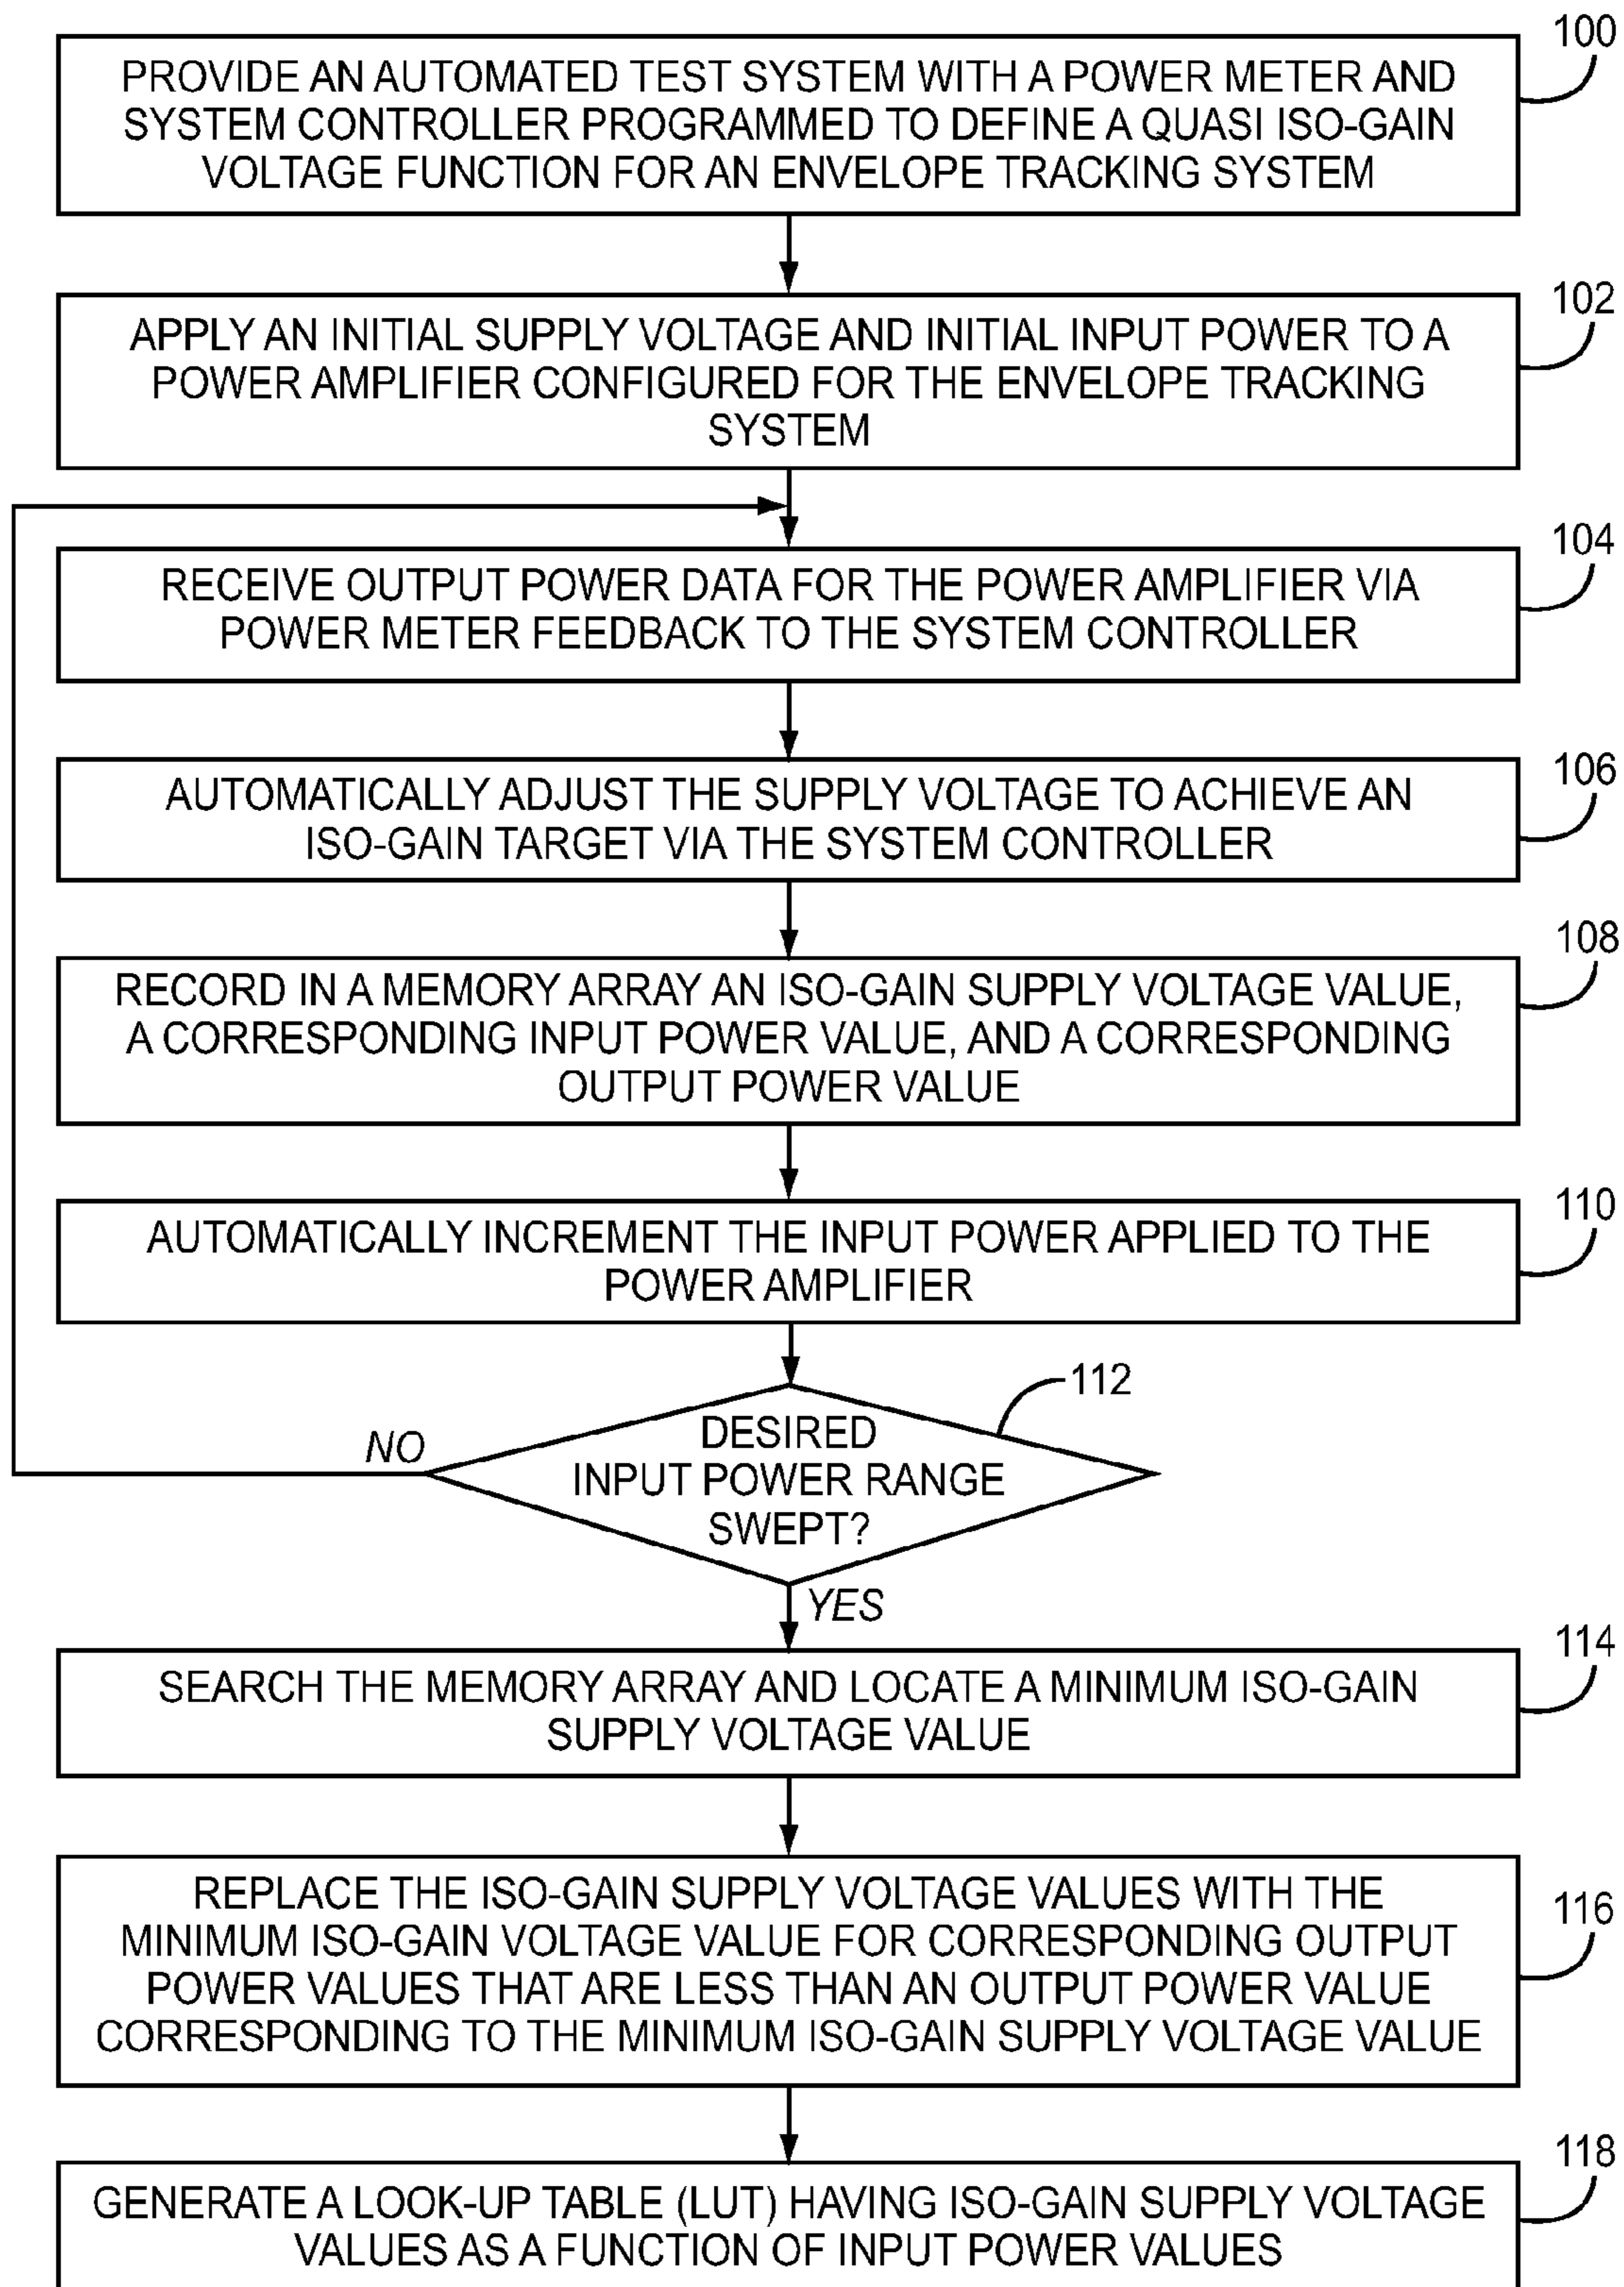 100
PROVIDE AN AUTOMATED TEST SYSTEM WITH A POWER METER AND
SYSTEM CONTROLLER PROGRAMMED TO DEFINE A QUASI ISO-GAIN
VOLTAGE FUNCTION FOR AN ENVELOPE TRACKING SYSTEM
102
APPLY AN INITIAL SUPPLY VOLTAGE AND INITIAL INPUT POWER TO A
POWER AMPLIFIER CONFIGURED FOR THE ENVELOPE TRACKING
SYSTEM
104
RECEIVE OUTPUT POWER DATA FOR THE POWER AMPLIFIER VIA
POWER METER FEEDBACK TO THE SYSTEM CONTROLLER
106
AUTOMATICALLY ADJUST THE SUPPLY VOLTAGE TO ACHIEVE AN
ISO-GAIN TARGET VIA THE SYSTEM CONTROLLER
108
RECORD IN A MEMORY ARRAY AN ISO-GAIN SUPPLY VOLTAGE VALUE,
A CORRESPONDING INPUT POWER VALUE, AND A CORRESPONDING
OUTPUT POWER VALUE
110
AUTOMATICALLY INCREMENT THE INPUT POWER APPLIED TO THE
POWER AMPLIFIER
112
DESIRED
INPUT POWER RANGE
SWEPT?
NO
YES
114
SEARCH THE MEMORY ARRAY AND LOCATE A MINIMUM ISO-GAIN
SUPPLY VOLTAGE VALUE
116
REPLACE THE ISO-GAIN SUPPLY VOLTAGE VALUES WITH THE
MINIMUM ISO-GAIN VOLTAGE VALUE FOR CORRESPONDING OUTPUT
POWER VALUES THAT ARE LESS THAN AN OUTPUT POWER VALUE
CORRESPONDING TO THE MINIMUM ISO-GAIN SUPPLY VOLTAGE VALUE
118
GENERATE A LOOK-UP TABLE (LUT) HAVING ISO-GAIN SUPPLY VOLTAGE
VALUES AS A FUNCTION OF INPUT POWER VALUES